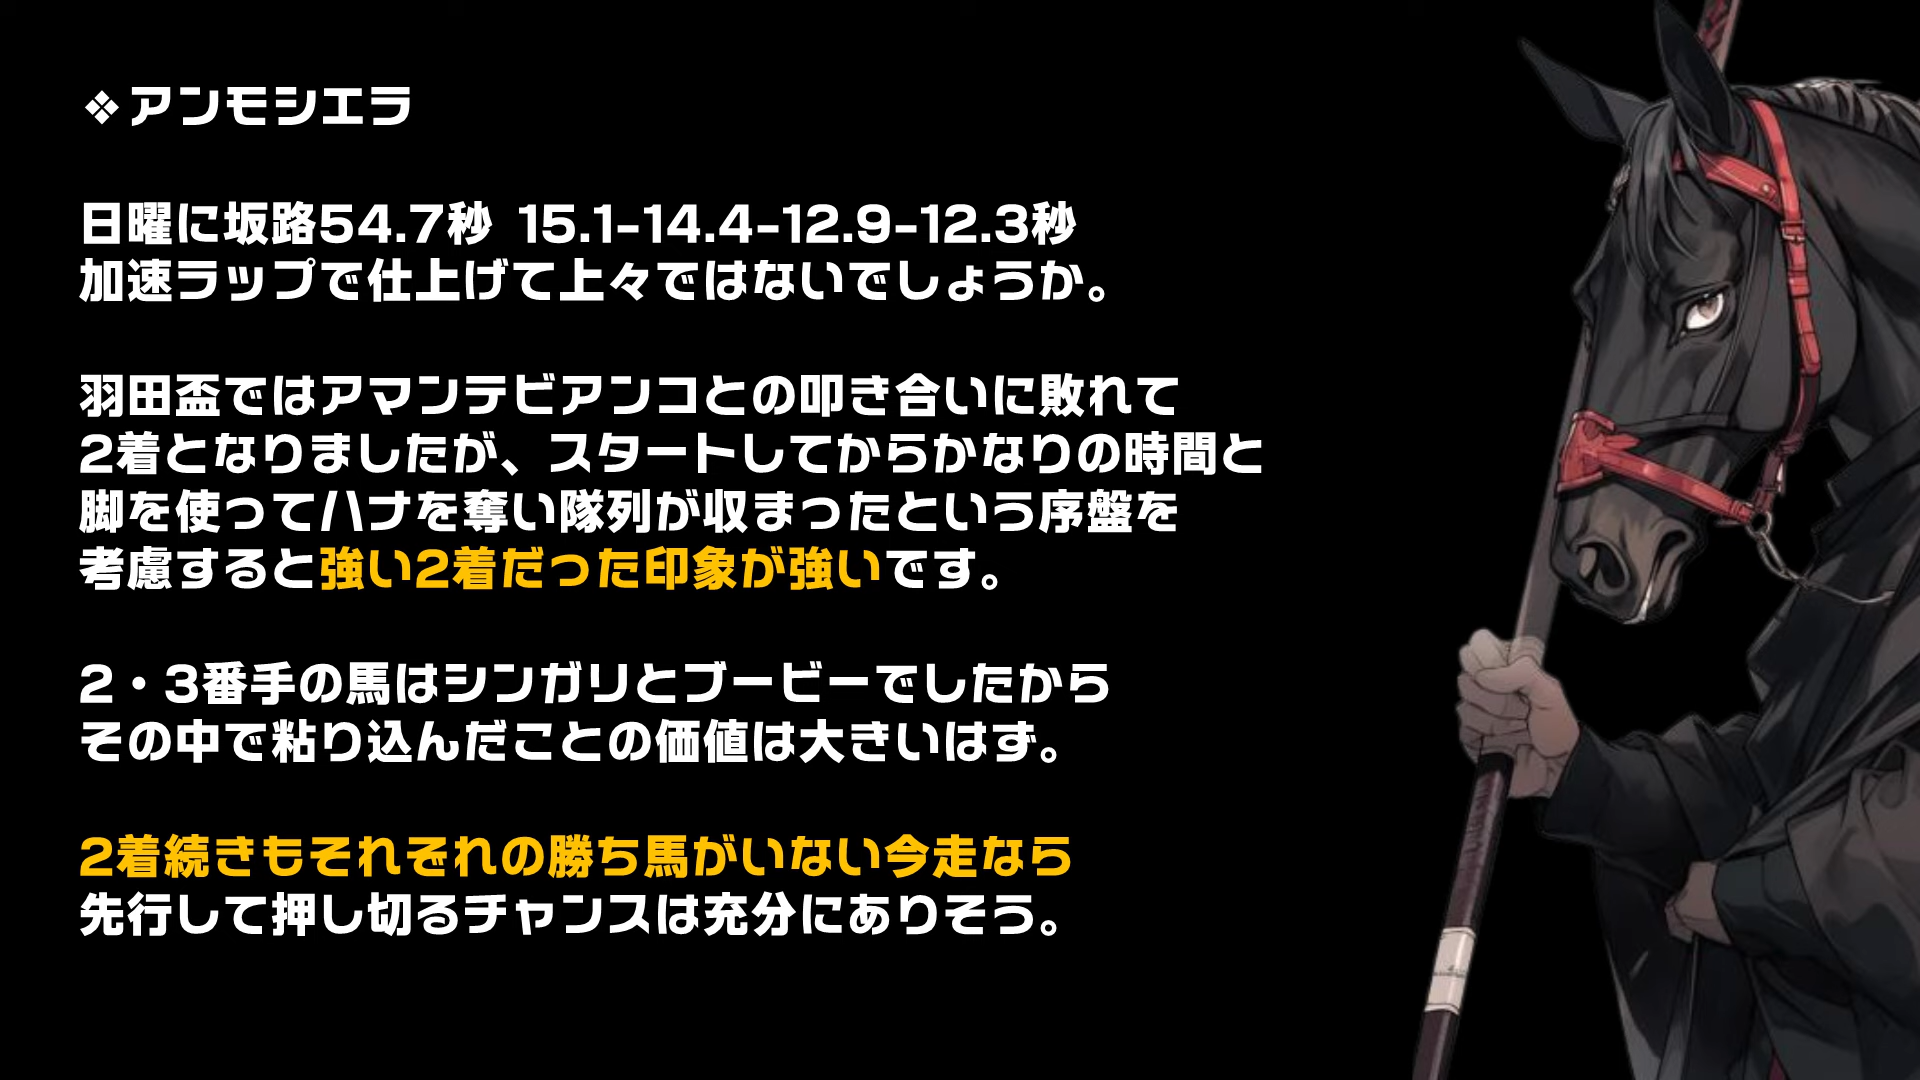 ❖アンモシエラ
日曜に坂路54.7秒 15.1-14.4-12.9-12.3秒
加速ラップで仕上げて上々ではないでしょうか。
羽田盃ではアマンテビアンコとの叩き合いに敗れて
2着となりましたが、スタートしてからかなりの時間と
脚を使ってハナを奪い隊列が収まったという序盤を
考慮すると強い2着だった印象が強いです。
2・3番手の馬はシンガリとブービーでしたから
その中で粘り込んだことの価値は大きいはず。
2着続きもそれぞれの勝ち馬がいない今走なら
先行して押し切るチャンスは充分にありそう。